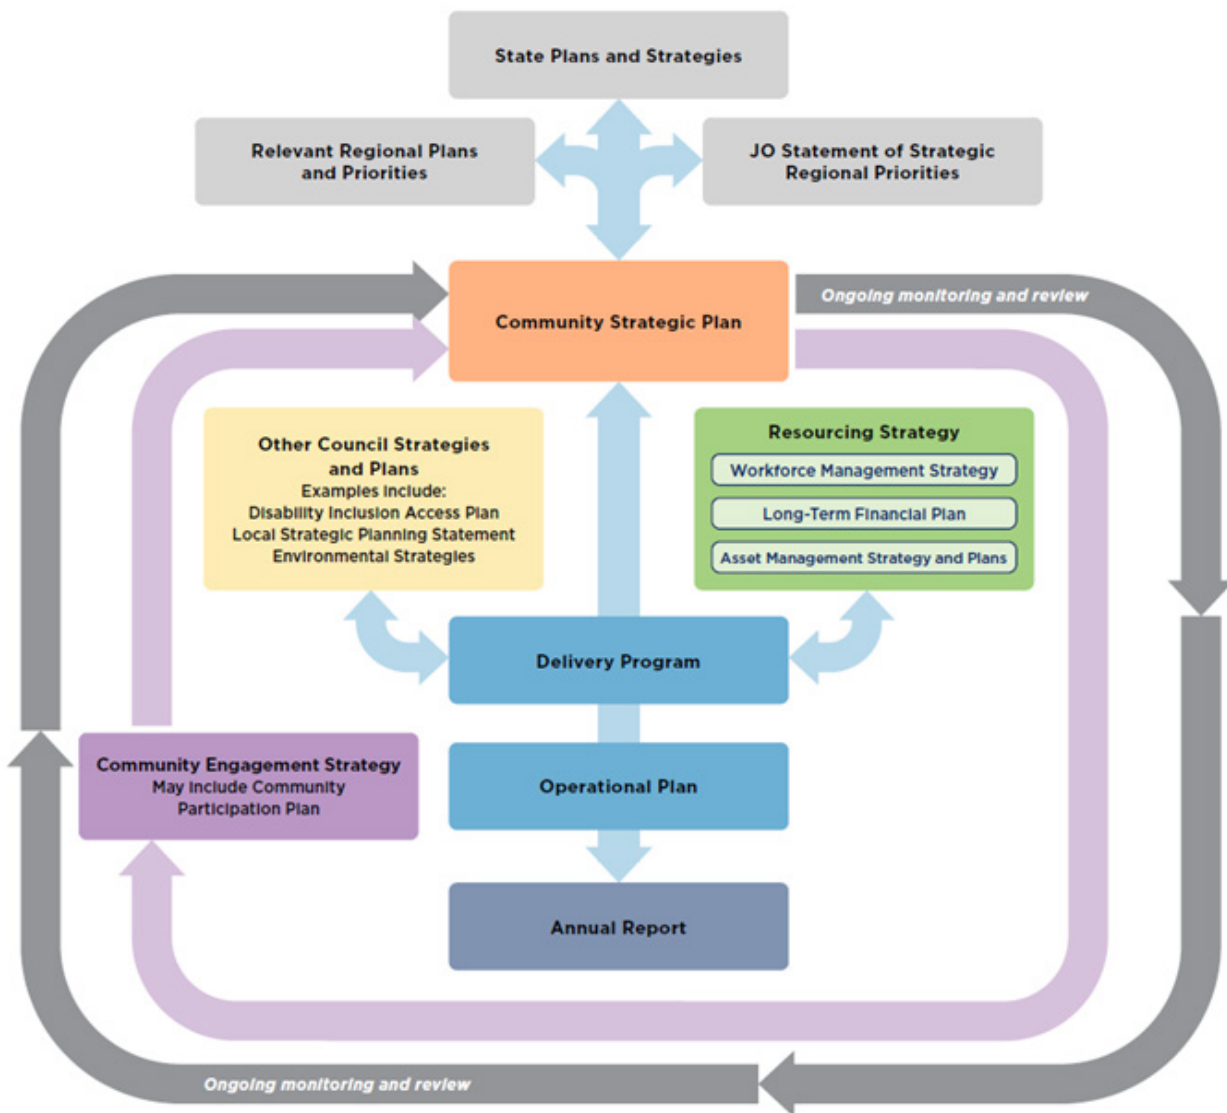 State Plans and Strategies
Relevant Regional Plans
and Priorities
JO Statement of Strategic
Regional Priorities
Community Strategic Plan
Ongoing monitoring and review
Other Council Strategies
and Plans
Examples include:
Disability Inclusion Access Plan
Local Strategic Planning Statement
Environmental Strategies
Resourcing Strategy
Workforce Management Strategy
Long-Term Financial Plan
Asset Management Strategy and Plans
Delivery Program
Community Engagement Strategy
May include Community
Participation Plan
Operational Plan
Annual Report
Ongoing monitoring and review